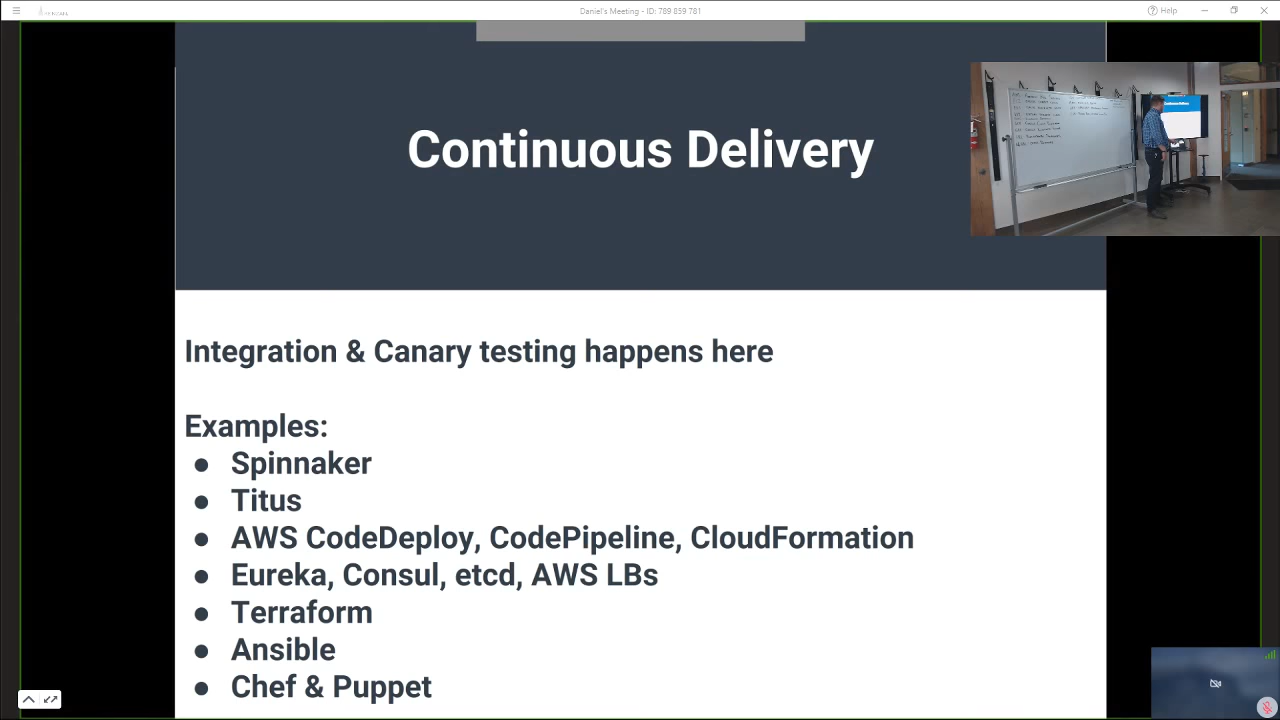 Daniel's Meeting - ID: 789 859 781
Help
Continuous Delivery
Integration & Canary testing happens here
Examples:
● Spinnaker
● Titus
● AWS CodeDeploy, CodePipeline, CloudFormation
● Eureka, Consul, etcd, AWS LBs
● Terraform
● Ansible
● Chef & Puppet